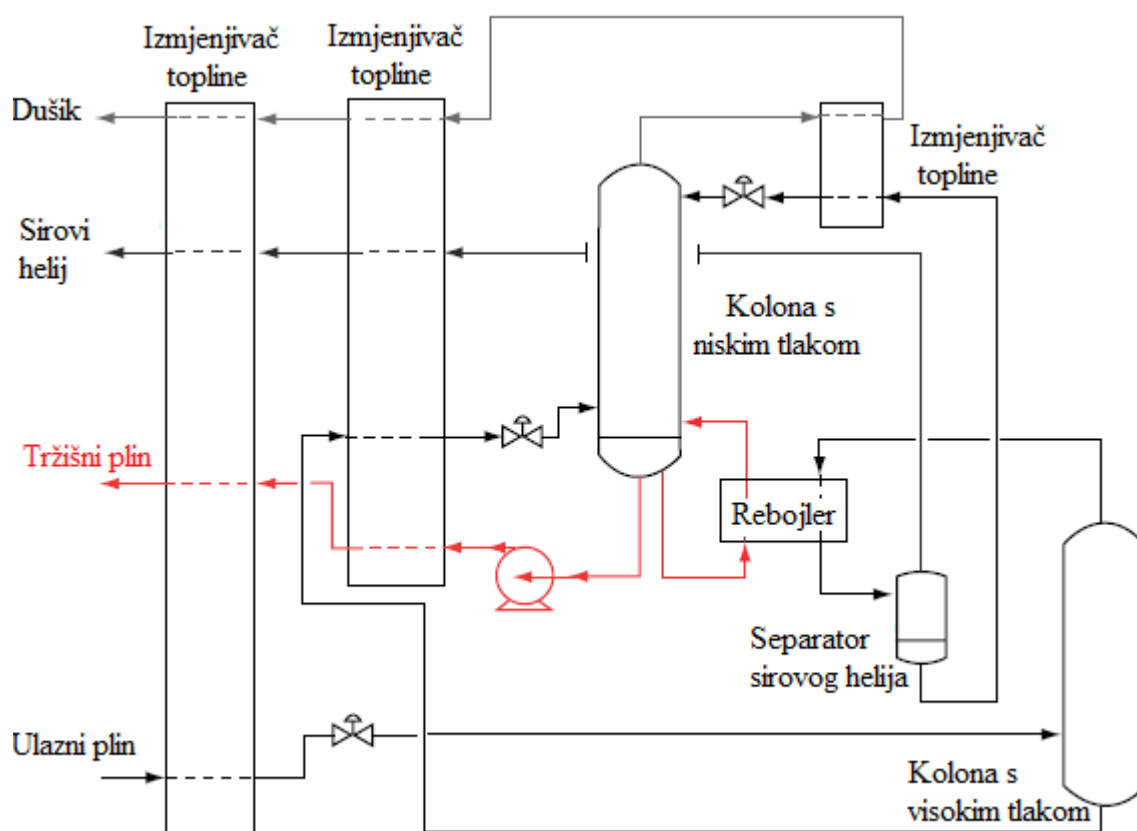 Izmjenjivač
topline
Izmjenjivač
topline
Dušik
Izmjenjivač
topline
Sirovi
helij
Kolona s
niskim tlakom
Tržišni plin
Rebojler
Separator
sirovog helija
Ulazni plin
Kolona s
visokim tlakom